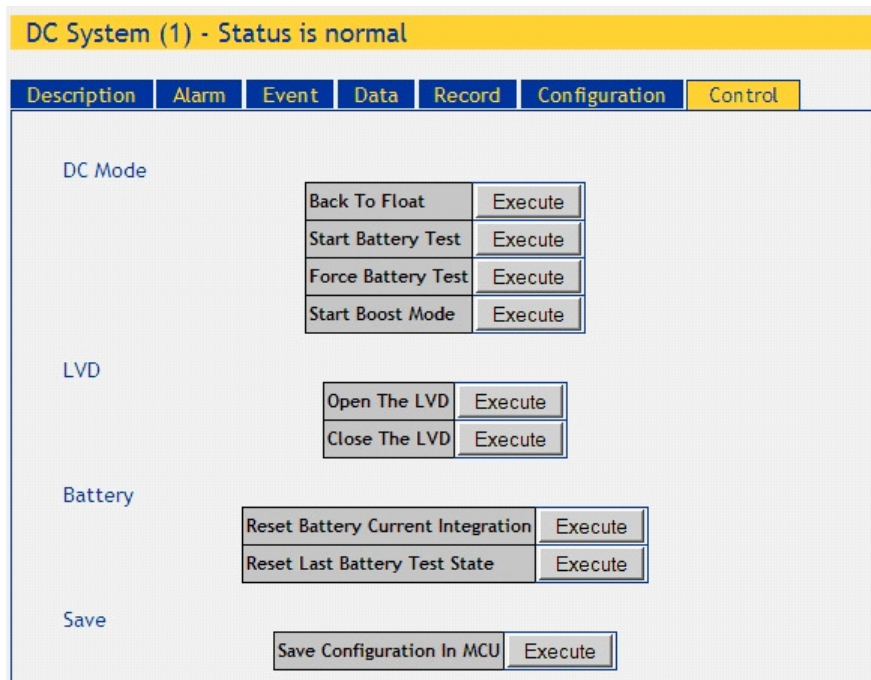 DC System (1) - Status is normal
Description Alarm Event Data Record Configuration Control
DC Mode
Back To Float Execute
Start Battery Test Execute
Force Battery Test Execute
Start Boost Mode Execute
LVD
Open The LVD Execute
Close The LVD Execute
Battery
Reset Battery Current Integration Execute
Reset Last Battery Test State Execute
Save
Save Configuration In MCU Execute